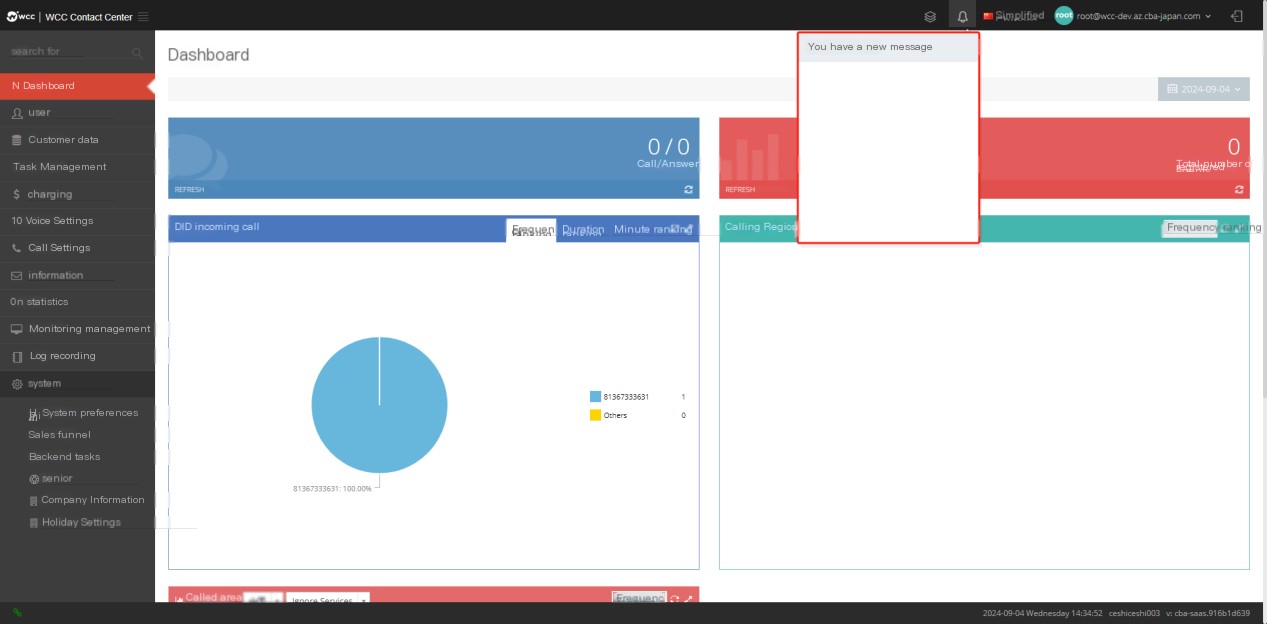 wcc | WCC Contact Center
Simplified
root
root@wcc-dev.az.cba-japan.com
search for
N Dashboard
user
Customer data
Task Management
charging
10 Voice Settings
Call Settings
information
0n statistics
Monitoring management
Log recording
system
System preferences
Sales funnel
Backend tasks
senior
Company Information
Holiday Settings
Dashboard
You have a new message
2024-09-04
0 / 0
Call/Answer
REFRESH
0
Total number o
REFRESH
DID incoming call
Frequen
Duration
Minute ranking
Calling Regio
Frequency ranking
81367333631 1
Others 0
81367333631: 100.00%
Called area
Ignore Services
Frequenc
2024-09-04 Wednesday 14:34:52 ceshiceshi003 v: cba-saas.916b1d639